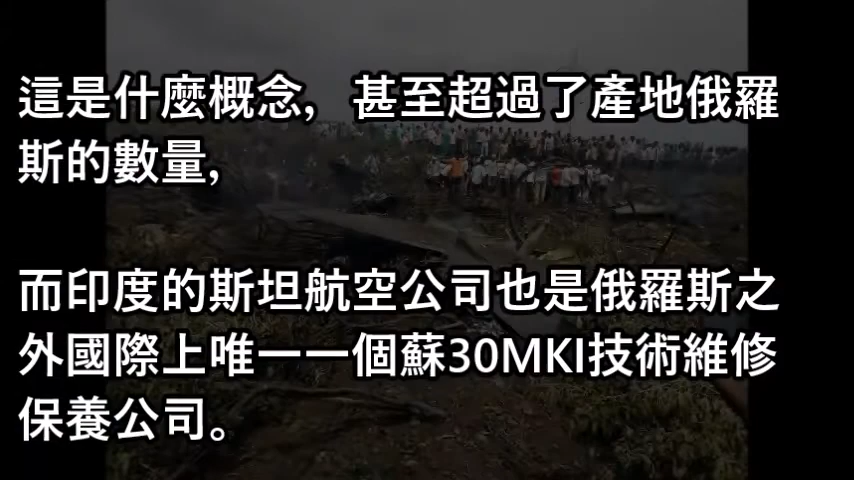 這是什麼概念，甚至超過了產地俄羅
斯的數量，
而印度的斯坦航空公司也是俄羅斯之
外國際上唯一一個蘇30MKI技術維修
保養公司。